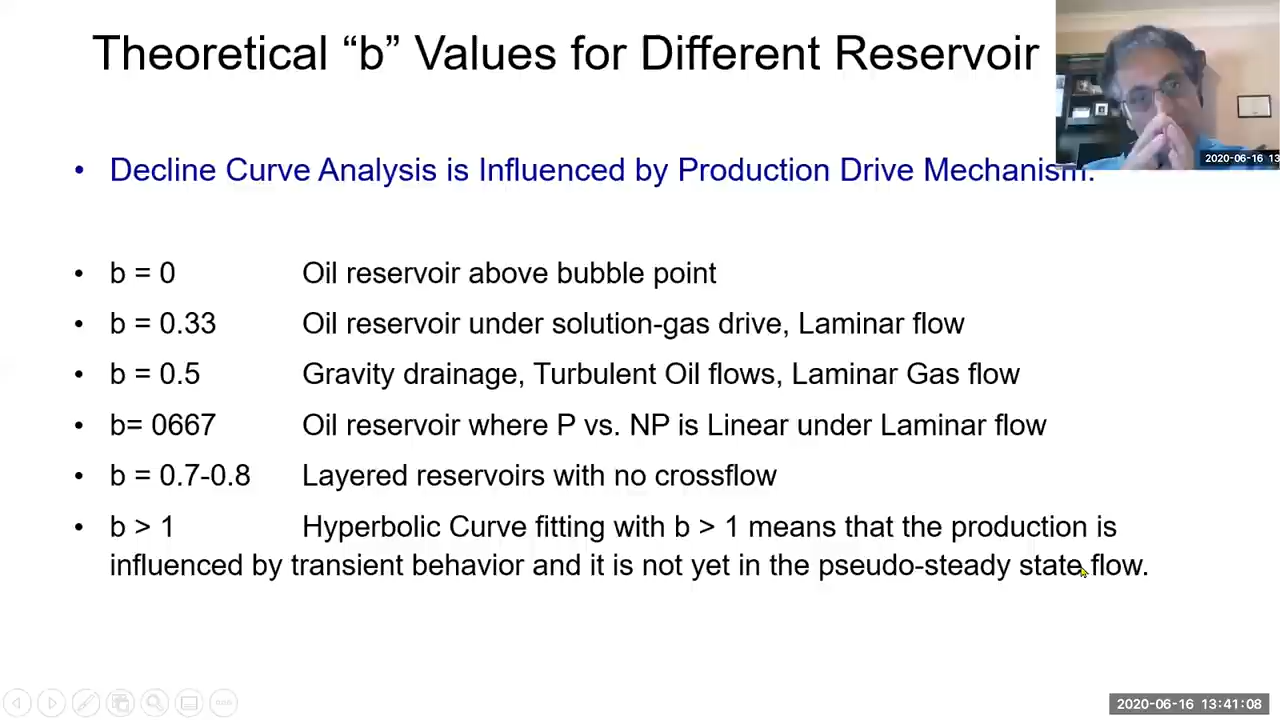 Theoretical “b” Values for Different Reservoir
2020-06-16 13
• Decline Curve Analysis is Influenced by Production Drive Mechanism.
• b = 0 Oil reservoir above bubble point
• b = 0.33 Oil reservoir under solution-gas drive, Laminar flow
• b = 0.5 Gravity drainage, Turbulent Oil flows, Laminar Gas flow
• b= 0667 Oil reservoir where P vs. NP is Linear under Laminar flow
• b = 0.7-0.8 Layered reservoirs with no crossflow
• b > 1 Hyperbolic Curve fitting with b > 1 means that the production is
influenced by transient behavior and it is not yet in the pseudo-steady state flow.
2020-06-16 13:41:08